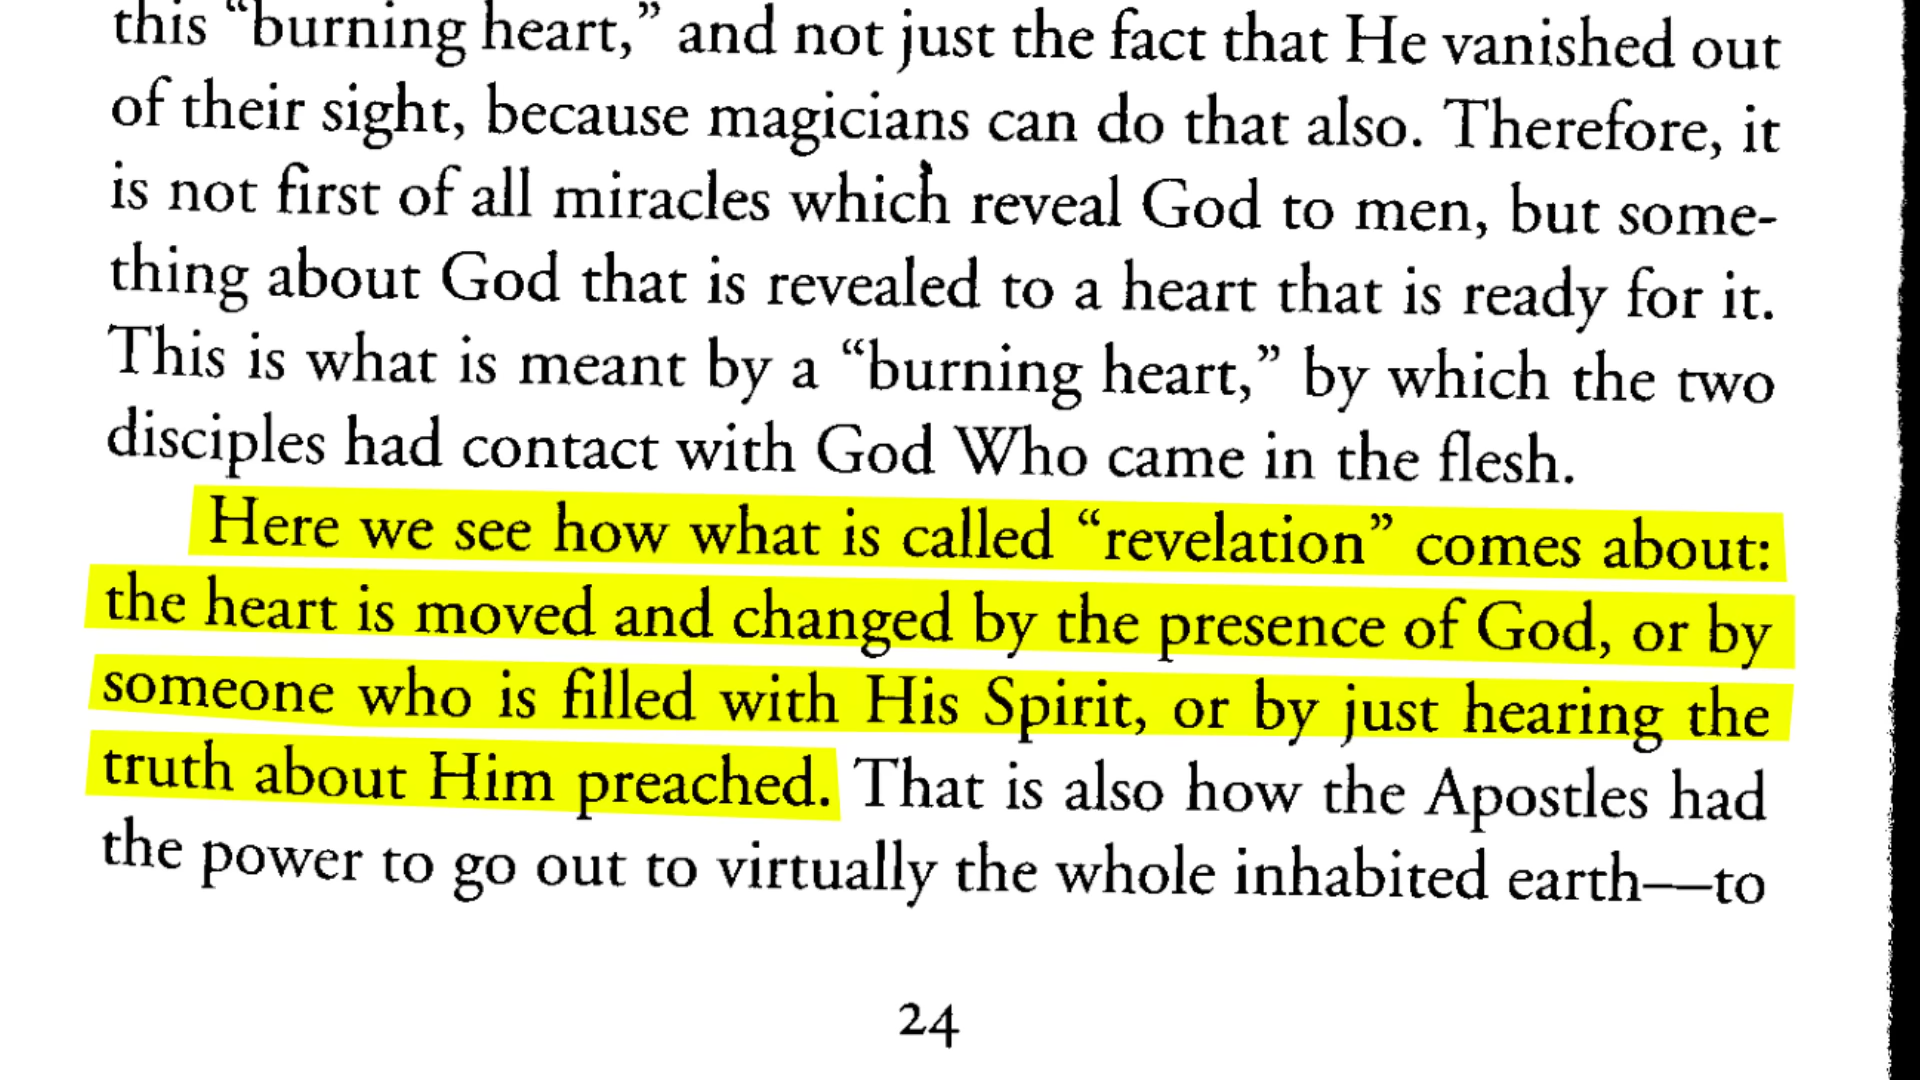 this “burning heart,” and not just the fact that He vanished out
of their sight, because magicians can do that also. Therefore, it
is not first of all miracles which reveal God to men, but some-
thing about God that is revealed to a heart that is ready for it.
This is what is meant by a “burning heart,” by which the two
disciples had contact with God Who came in the flesh.
Here we see how what is called “revelation” comes about:
the heart is moved and changed by the presence of God, or by
someone who is filled with His Spirit, or by just hearing the
truth about Him preached. That is also how the Apostles had
the power to go out to virtually the whole inhabited earth—to
24